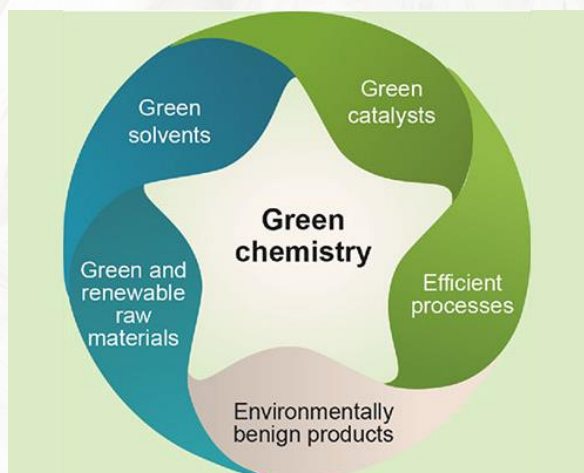 Green
solvents
Green
catalysts
Green
chemistry
Green and
renewable
raw
materials
Efficient
processes
Environmentally
benign products